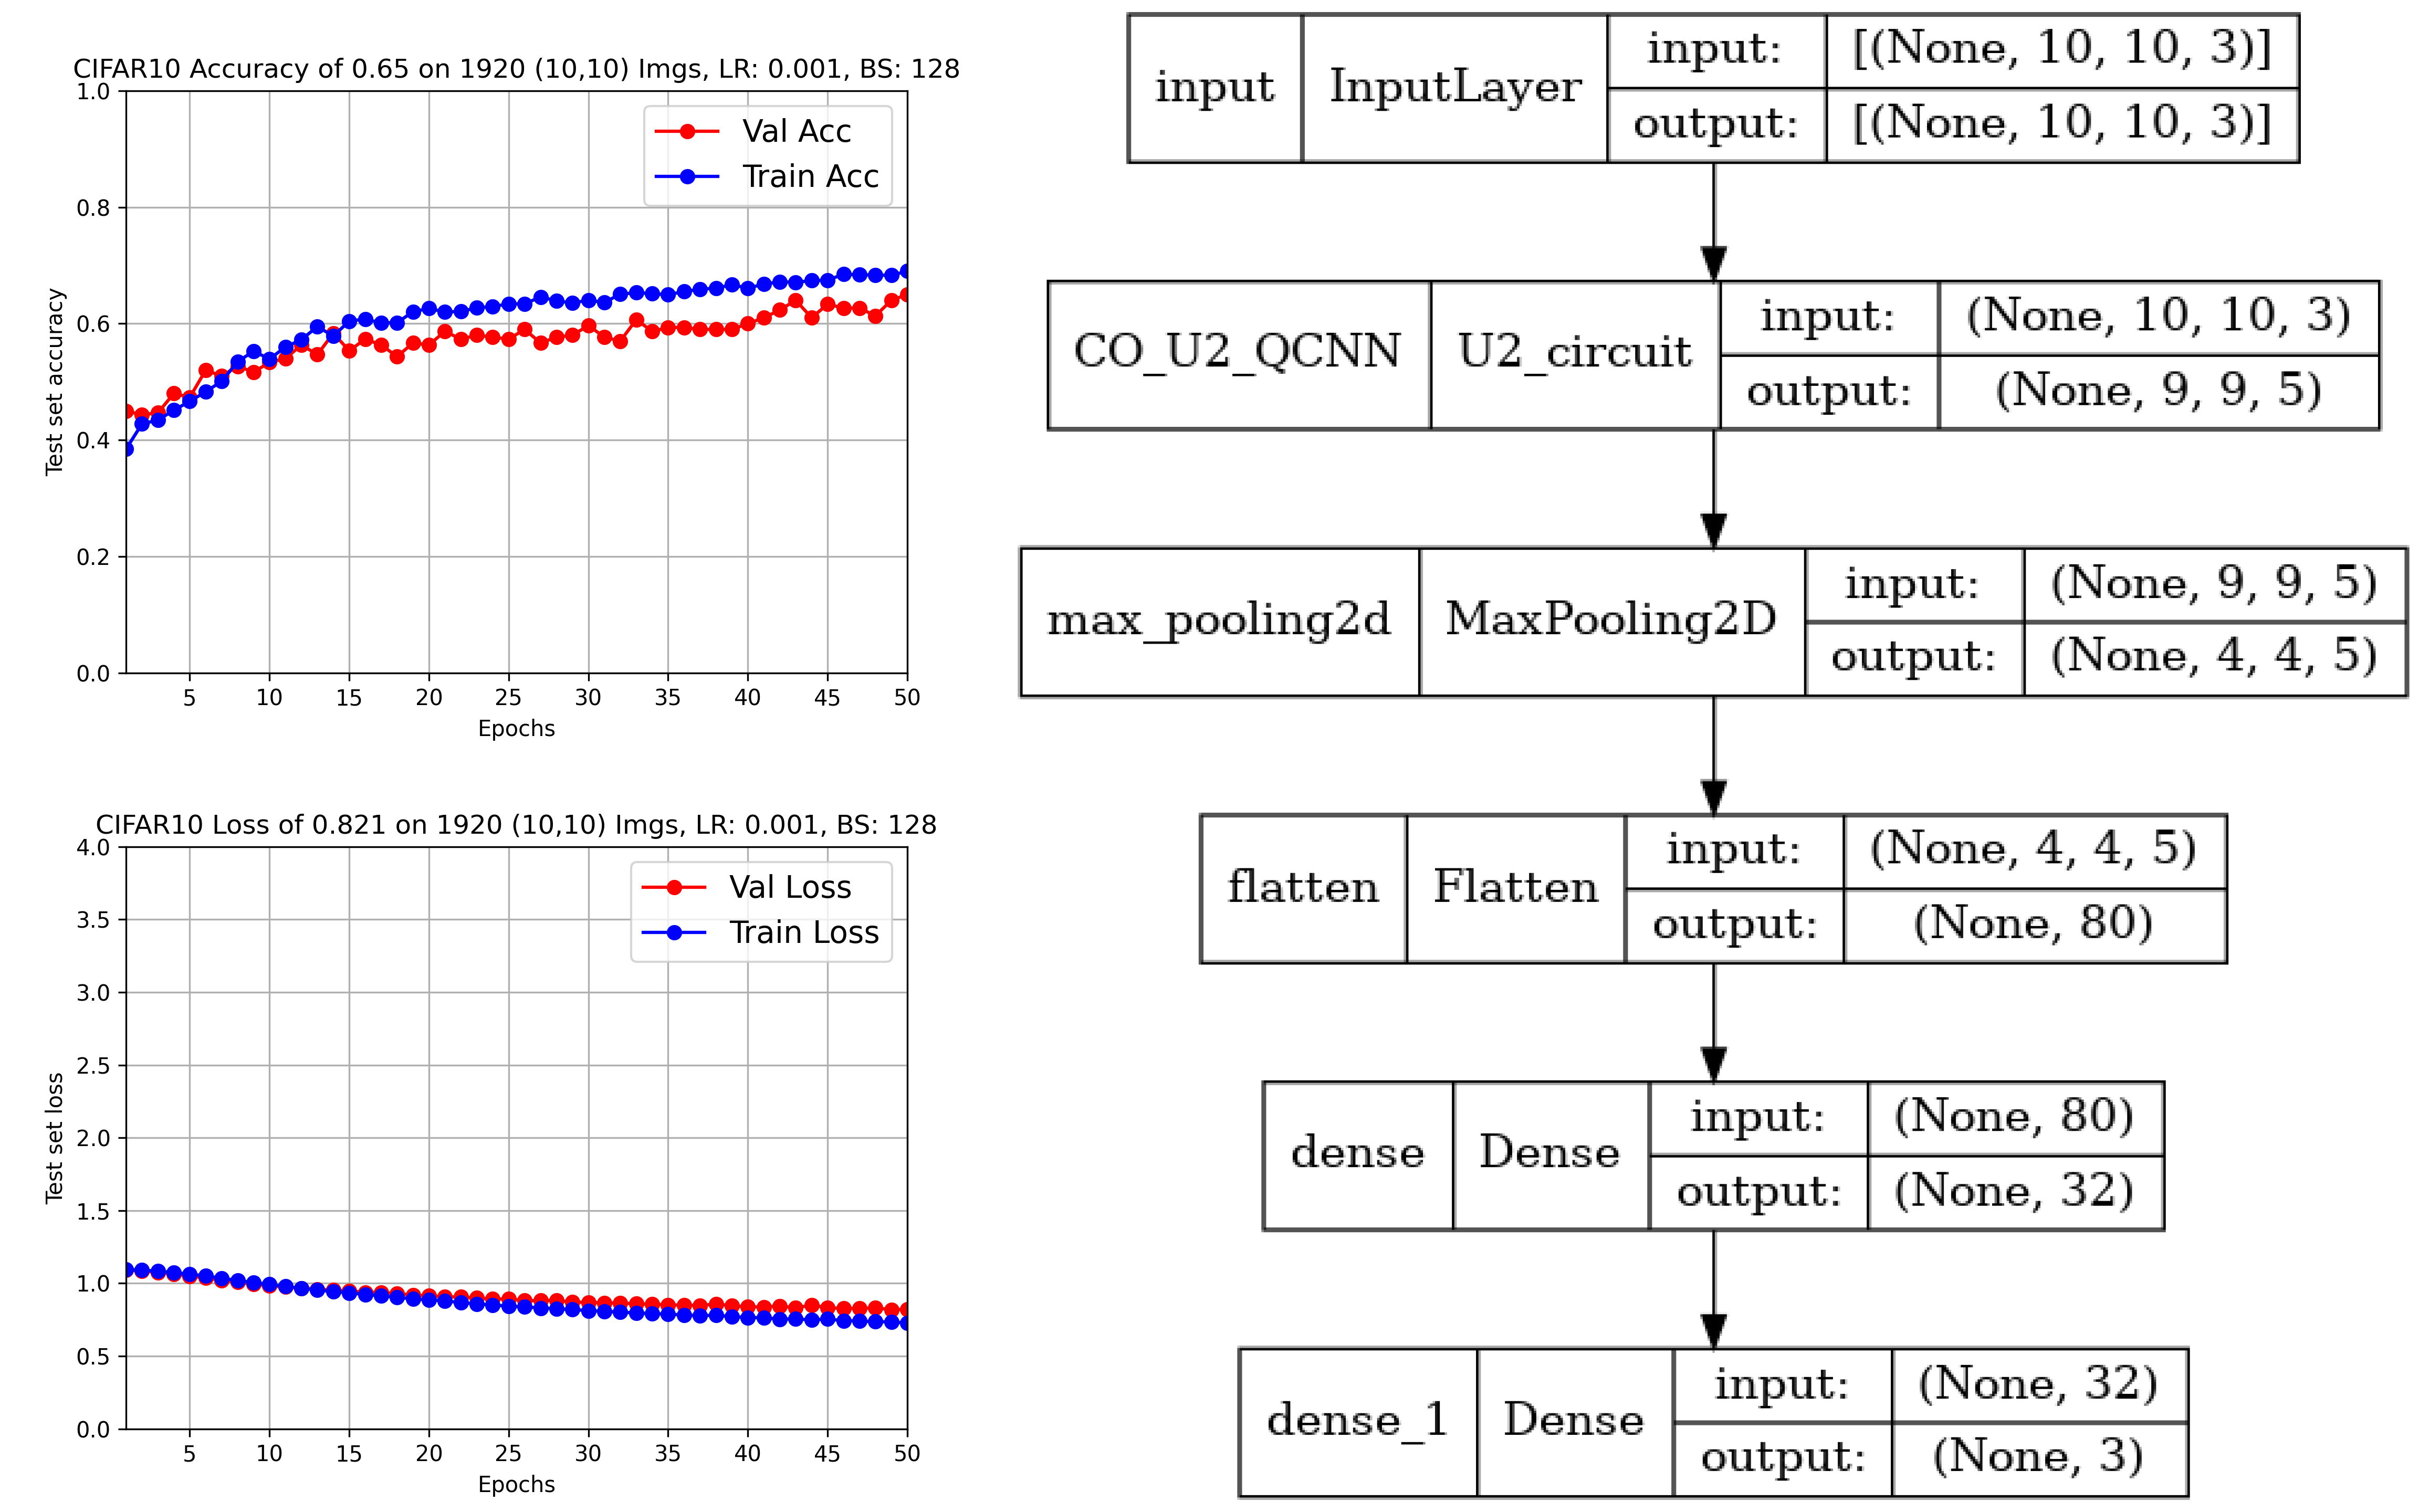 CIFAR10 Accuracy of 0.65 on 1920 (10,10) Imgs, LR: 0.001, BS: 128
1.0
0.8
0.6
0.4
0.2
0.0
Test set accuracy
Val Acc
Train Acc
5 10 15 20 25 30 35 40 45 50
Epochs
CIFAR10 Loss of 0.821 on 1920 (10,10) Imgs, LR: 0.001, BS: 128
4.0
3.5
3.0
2.5
2.0
1.5
1.0
0.5
0.0
Test set loss
Val Loss
Train Loss
5 10 15 20 25 30 35 40 45 50
Epochs
input InputLayer
input: [(None, 10, 10, 3)]
output: [(None, 10, 10, 3)]
CO_U2_QCNN U2_circuit
input: (None, 10, 10, 3)
output: (None, 9, 9, 5)
max_pooling2d MaxPooling2D
input: (None, 9, 9, 5)
output: (None, 4, 4, 5)
flatten Flatten
input: (None, 4, 4, 5)
output: (None, 80)
dense Dense
input: (None, 80)
output: (None, 32)
dense_1 Dense
input: (None, 32)
output: (None, 3)